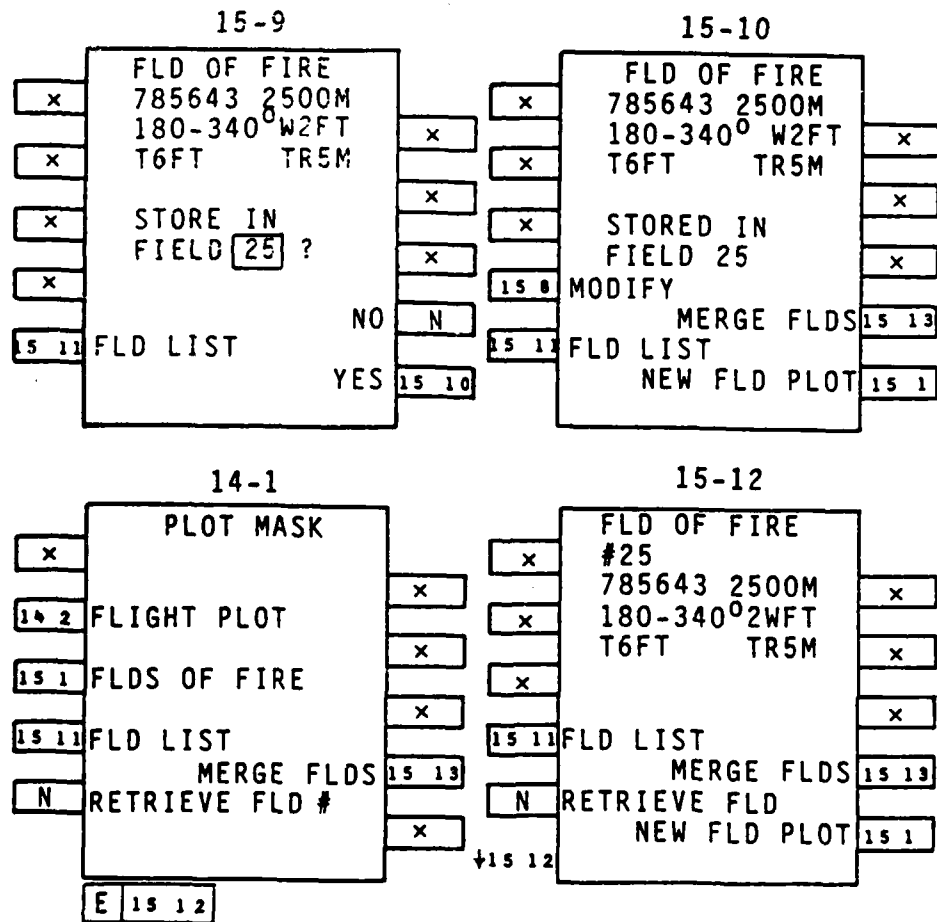 15-9
FLD OF FIRE
× 785643 2500M
180-340° W2FT ×
× T6FT TR5M
×
× STORE IN
FIELD 25 ? ×
×
NO N
15 11 FLD LIST
YES 15 10
15-10
FLD OF FIRE
× 785643 2500M
180-340° W2FT ×
× T6FT TR5M
×
× STORED IN
FIELD 25 ×
15 8 MODIFY
MERGE FLDS 15 13
15 11 FLD LIST
NEW FLD PLOT 15 1
14-1
PLOT MASK
×
×
14 2 FLIGHT PLOT
×
15 1 FLDS OF FIRE
×
15 11 FLD LIST
MERGE FLDS 15 13
N RETRIEVE FLD #
×
E 15 12
15-12
FLD OF FIRE
× #25
785643 2500M ×
× 180-340° 2WFT
T6FT TR5M ×
×
×
15 11 FLD LIST
MERGE FLDS 15 13
N RETRIEVE FLD
NEW FLD PLOT 15 1
↓15 12